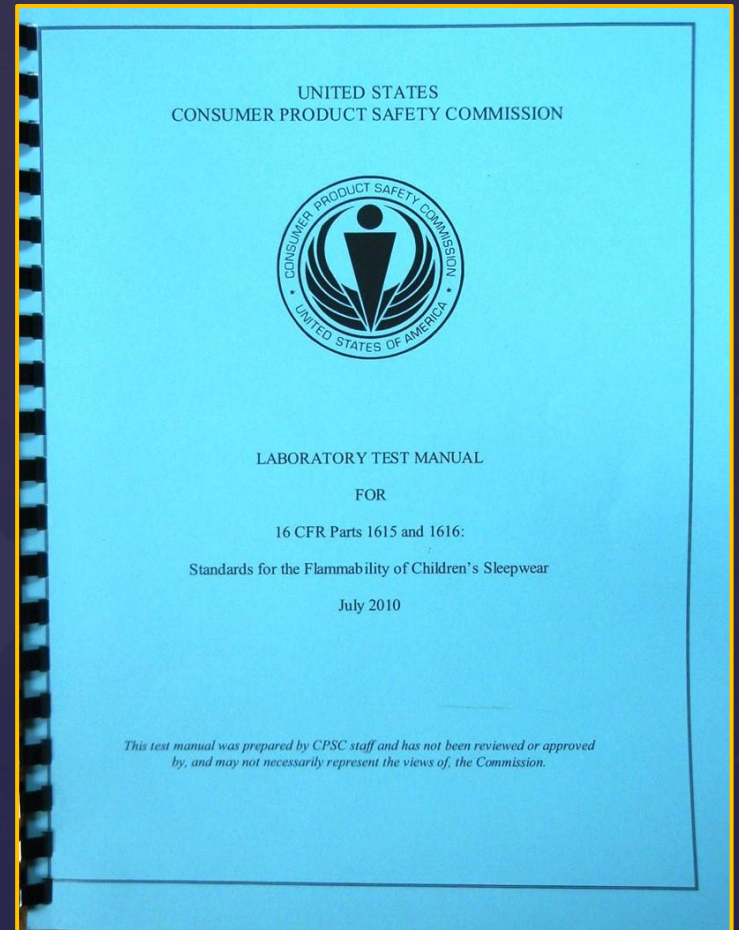 UNITED STATES
CONSUMER PRODUCT SAFETY COMMISSION
CONSUMER PRODUCT SAFETY COMMISSION
UNITED STATES OF AMERICA
LABORATORY TEST MANUAL
FOR
16 CFR Parts 1615 and 1616:
Standards for the Flammability of Children's Sleepwear
July 2010
This test manual was prepared by CPSC staff and has not been reviewed or approved
by, and may not necessarily represent the views of, the Commission.